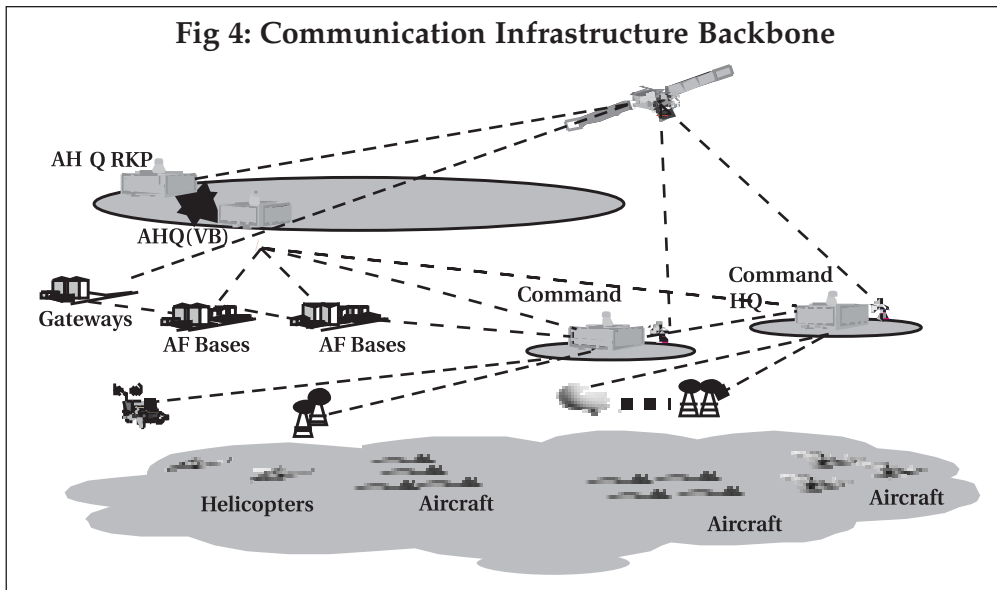 Fig 4: Communication Infrastructure Backbone
AH Q RKP
AHQ(VB)
Gateways
AF Bases
AF Bases
Command
Command
HQ
Helicopters
Aircraft
Aircraft
Aircraft